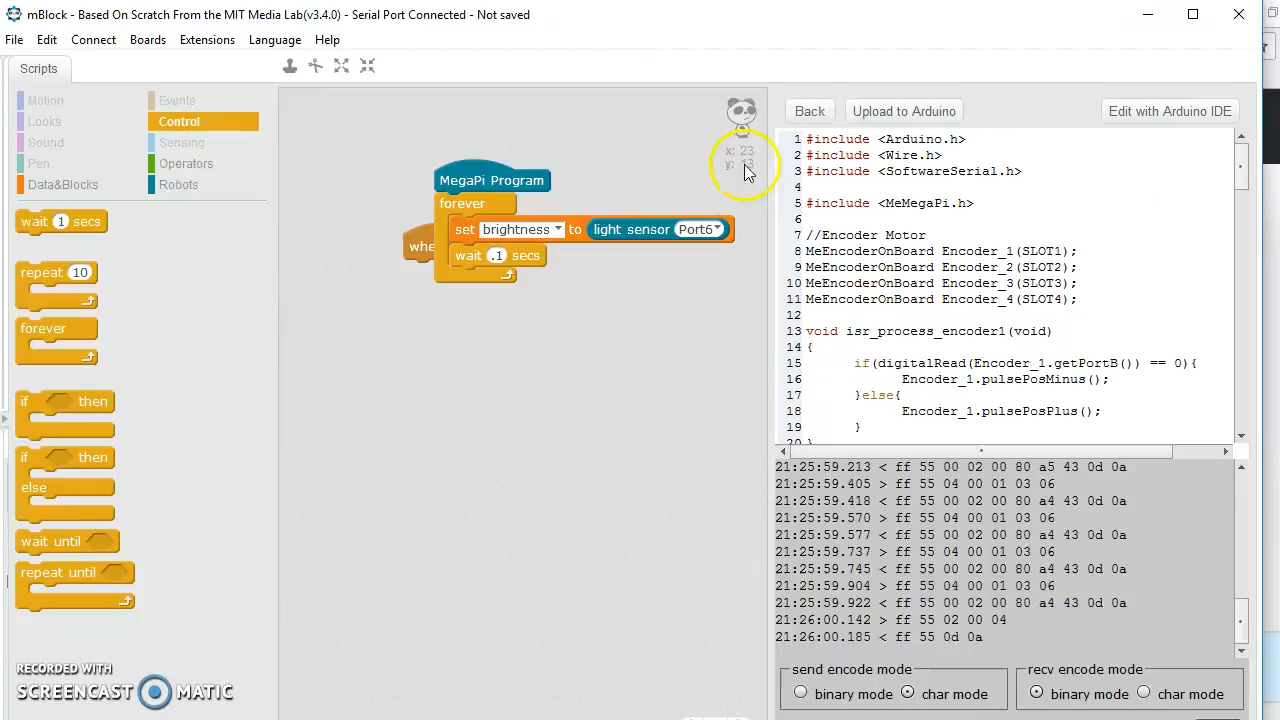 mBlock - Based On Scratch From the MIT Media Lab(v3.4.0) - Serial Port Connected - Not saved
File Edit Connect Boards Extensions Language Help
Scripts
Motion Events
Looks Control
Sound Sensing
Pen Operators
Data&Blocks Robots
wait 1 secs
repeat 10
forever
if then
if then
else
wait until
repeat until
x: 23
y: 13
MegaPi Program
forever
whe
set brightness to light sensor Port6
wait .1 secs
Back Upload to Arduino Edit with Arduino IDE
1 #include <Arduino.h>
2 #include <Wire.h>
3 #include <SoftwareSerial.h>
4
5 #include <MeMegaPi.h>
6
7 //Encoder Motor
8 MeEncoderOnBoard Encoder_1(SLOT1);
9 MeEncoderOnBoard Encoder_2(SLOT2);
10 MeEncoderOnBoard Encoder_3(SLOT3);
11 MeEncoderOnBoard Encoder_4(SLOT4);
12
13 void isr_process_encoder1(void)
14 {
15 if(digitalRead(Encoder_1.getPortB()) == 0){
16 Encoder_1.pulsePosMinus();
17 }else{
18 Encoder_1.pulsePosPlus();
19 }
20 }
21:25:59.213 < ff 55 00 02 00 80 a5 43 0d 0a
21:25:59.405 > ff 55 04 00 01 03 06
21:25:59.418 < ff 55 00 02 00 80 a4 43 0d 0a
21:25:59.570 > ff 55 04 00 01 03 06
21:25:59.577 < ff 55 00 02 00 80 a4 43 0d 0a
21:25:59.737 > ff 55 04 00 01 03 06
21:25:59.745 < ff 55 00 02 00 80 a4 43 0d 0a
21:25:59.904 > ff 55 04 00 01 03 06
21:25:59.922 < ff 55 00 02 00 80 a4 43 0d 0a
21:26:00.142 > ff 55 02 00 04
21:26:00.185 < ff 55 0d 0a
send encode mode
binary mode char mode
recv encode mode
binary mode char mode
RECORDED WITH
SCREENCAST MATIC